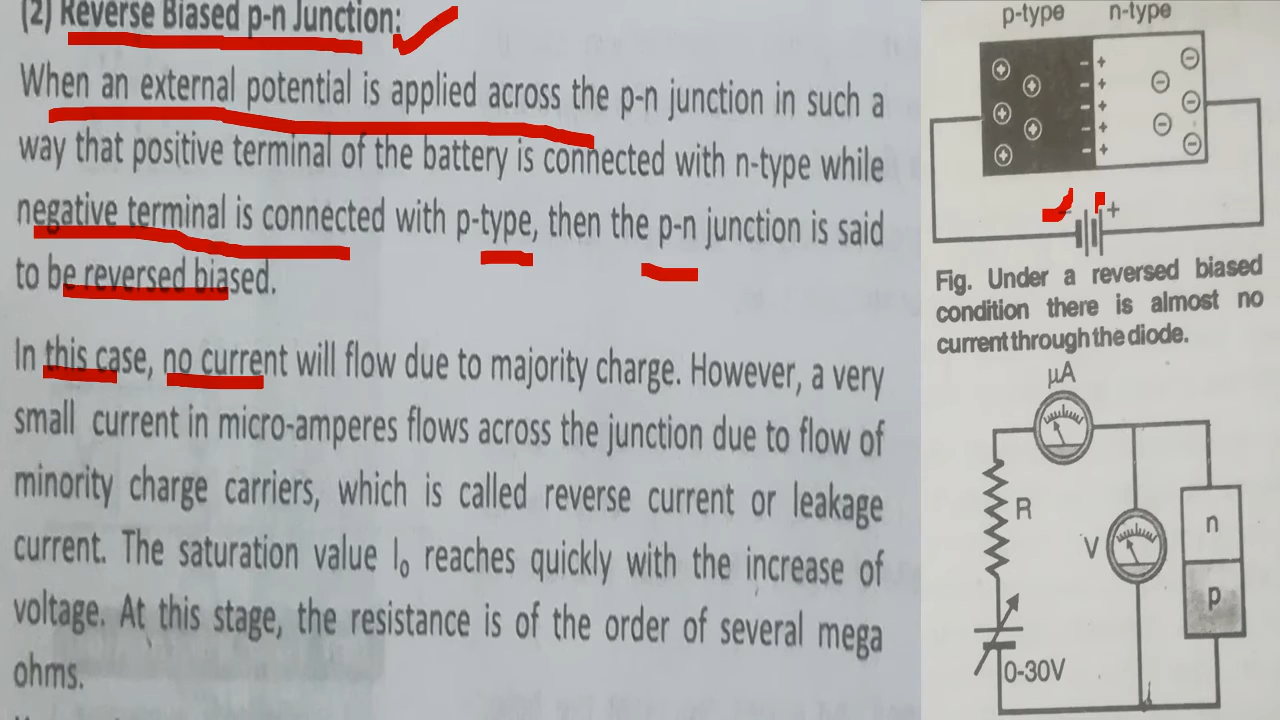 (2) Reverse Biased p-n Junction:
When an external potential is applied across the p-n junction in such a
way that positive terminal of the battery is connected with n-type while
negative terminal is connected with p-type, then the p-n junction is said
to be reversed biased.
In this case, no current will flow due to majority charge. However, a very
small current in micro-amperes flows across the junction due to flow of
minority charge carriers, which is called reverse current or leakage
current. The saturation value I₀ reaches quickly with the increase of
voltage. At this stage, the resistance is of the order of several mega
ohms.
p-type n-type
- +
Fig. Under a reversed biased
condition there is almost no
current through the diode.
μA
R
V
n
p
0-30V